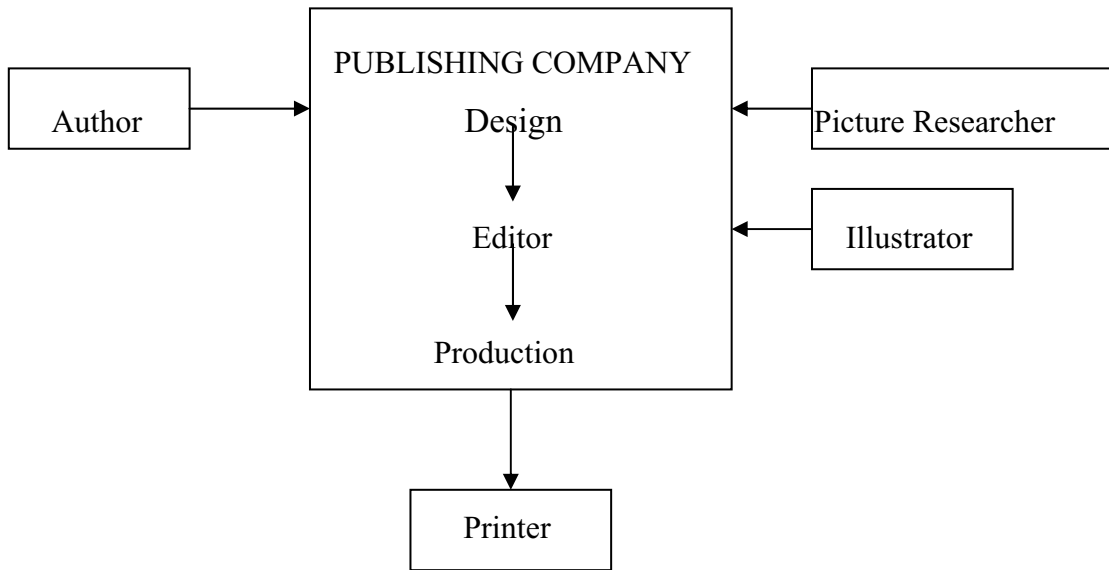 PUBLISHING COMPANY
Author
Design
Picture Researcher
Editor
Illustrator
Production
Printer